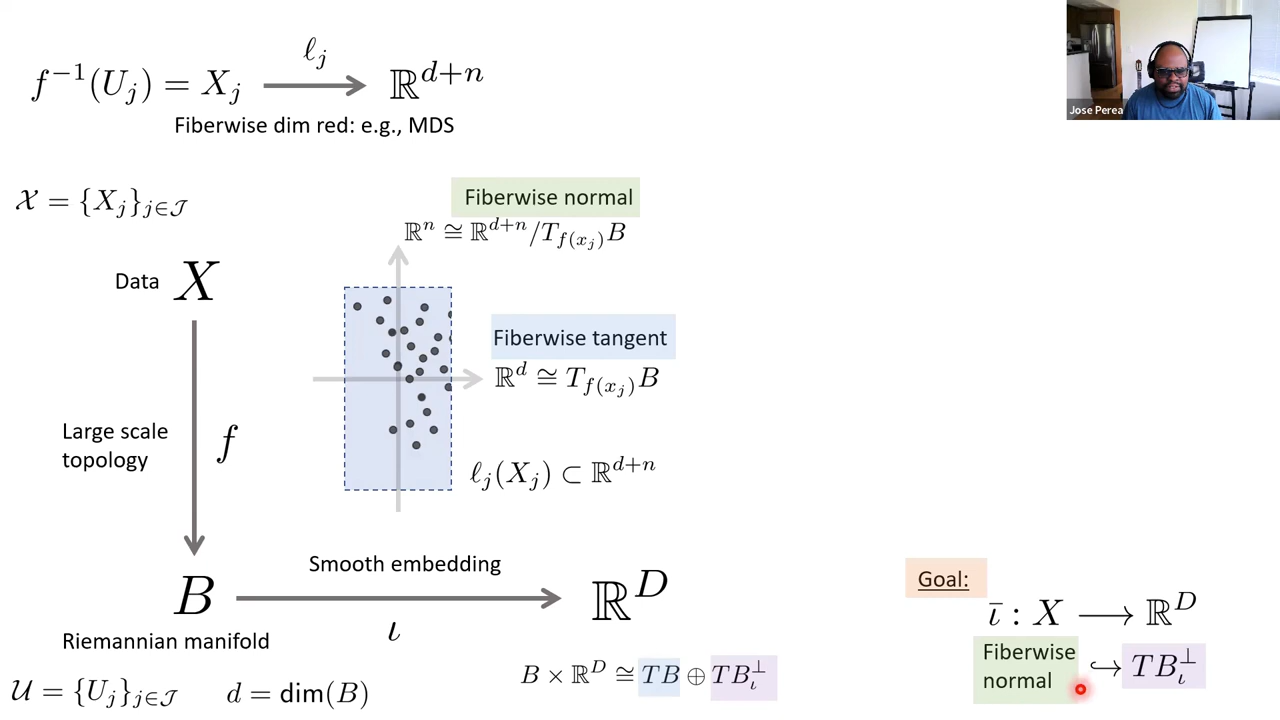 f⁻¹(U_j) = X_j ⟶ ℝ^{d+n}
ℓ_j
Fiberwise dim red: e.g., MDS
Jose Perea
𝒳 = {X_j}_{j∈𝒥}
Fiberwise normal
ℝⁿ ≅ ℝ^{d+n}/T_{f(x_j)}B
Data X
Fiberwise tangent
ℝ^d ≅ T_{f(x_j)}B
Large scale
topology
f
ℓ_j(X_j) ⊂ ℝ^{d+n}
Smooth embedding
B ⟶ ℝ^D
ι
Riemannian manifold
B × ℝ^D ≅ TB ⊕ TB_ι^⊥
𝒰 = {U_j}_{j∈𝒥} d = dim(B)
Goal:
ῑ : X ⟶ ℝ^D
Fiberwise
normal ↪ TB_ι^⊥